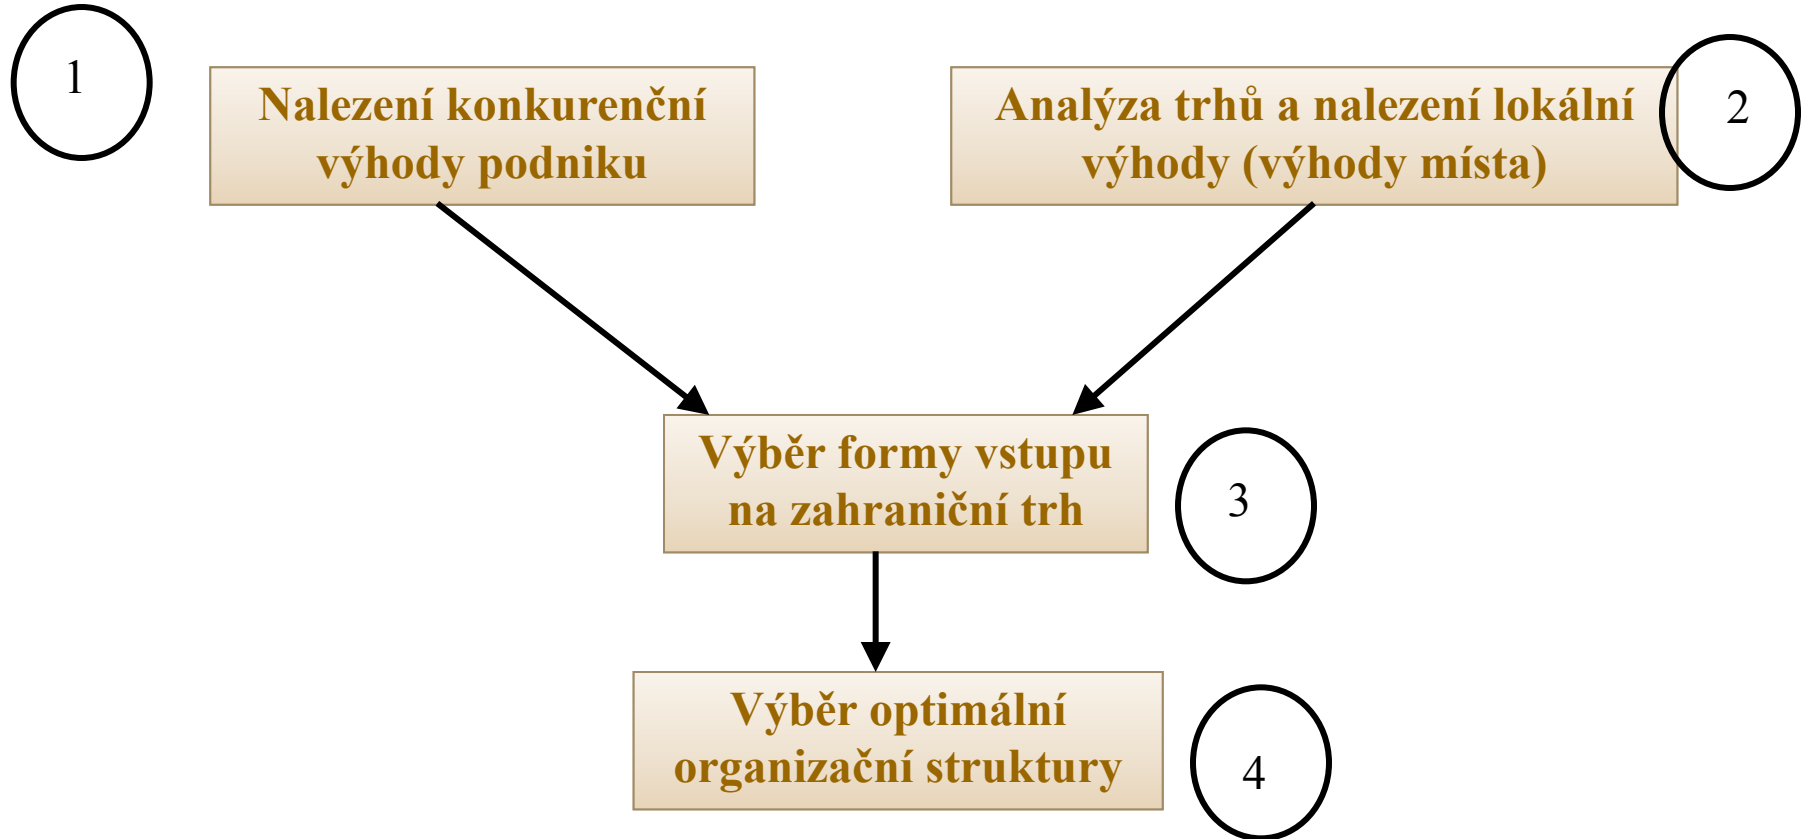 1
Nalezení konkurenční
výhody podniku
Analýza trhů a nalezení lokální
výhody (výhody místa)
2
Výběr formy vstupu
na zahraniční trh
3
Výběr optimální
organizační struktury
4